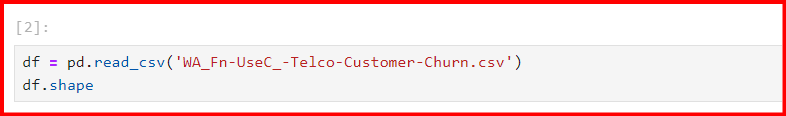 [2]:
df = pd.read_csv('WA_Fn-UseC_-Telco-Customer-Churn.csv')
df.shape